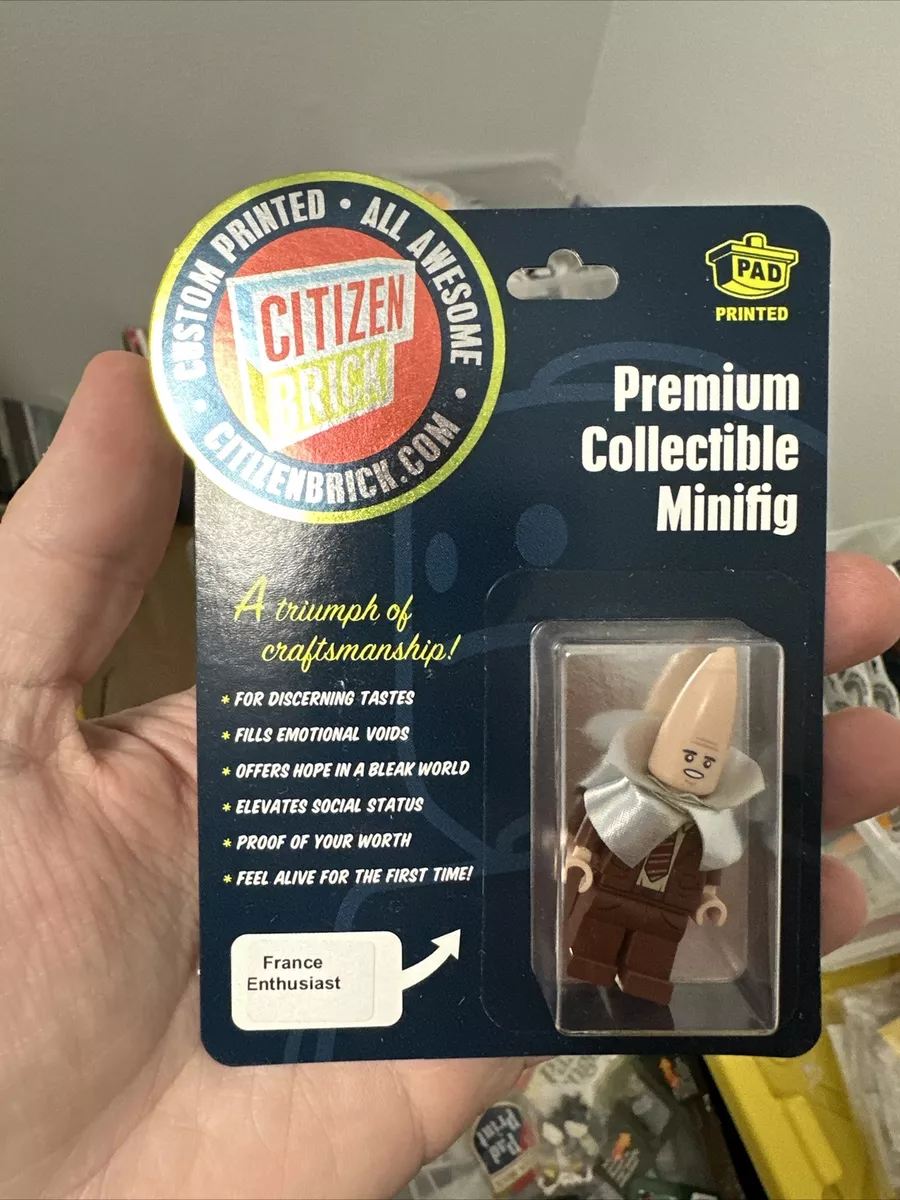 CUSTOM PRINTED • ALL AWESOME •
CITIZENBRICK.COM •
CITIZEN
BRICK
PAD
PRINTED
Premium
Collectible
Minifig
A triumph of
craftsmanship!
* FOR DISCERNING TASTES
* FILLS EMOTIONAL VOIDS
* OFFERS HOPE IN A BLEAK WORLD
* ELEVATES SOCIAL STATUS
* PROOF OF YOUR WORTH
* FEEL ALIVE FOR THE FIRST TIME!
France
Enthusiast